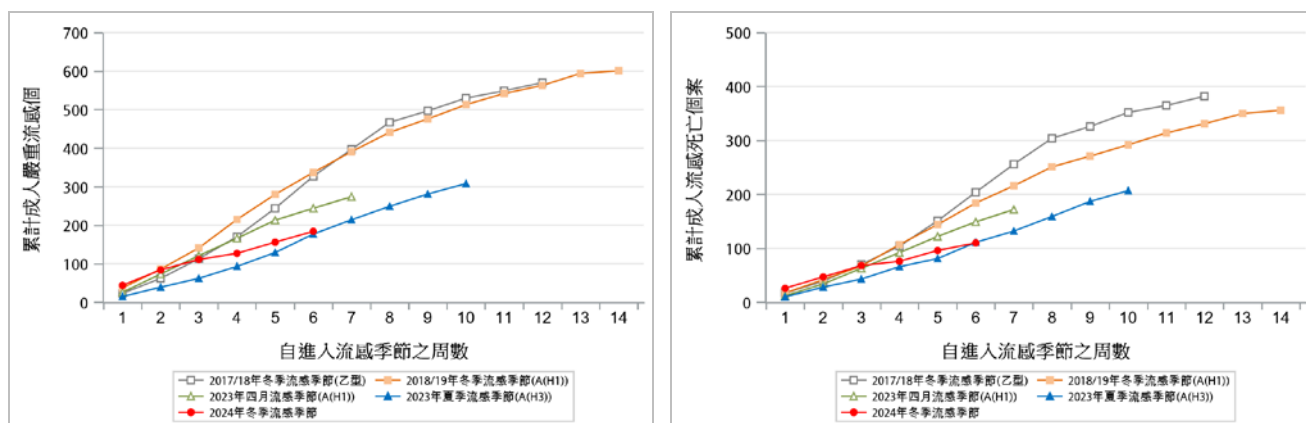 700
600
500
400
300
200
100
0
累計成人嚴重流感個
1 2 3 4 5 6 7 8 9 10 11 12 13 14
自進入流感季節之周數
2017/18年冬季流感季節(乙型) 2018/19年冬季流感季節(A(H1))
2023年四月流感季節(A(H1)) 2023年夏季流感季節(A(H3))
2024年冬季流感季節
500
400
300
200
100
0
累計成人流感死亡個案
1 2 3 4 5 6 7 8 9 10 11 12 13 14
自進入流感季節之周數
2017/18年冬季流感季節(乙型) 2018/19年冬季流感季節(A(H1))
2023年四月流感季節(A(H1)) 2023年夏季流感季節(A(H3))
2024年冬季流感季節